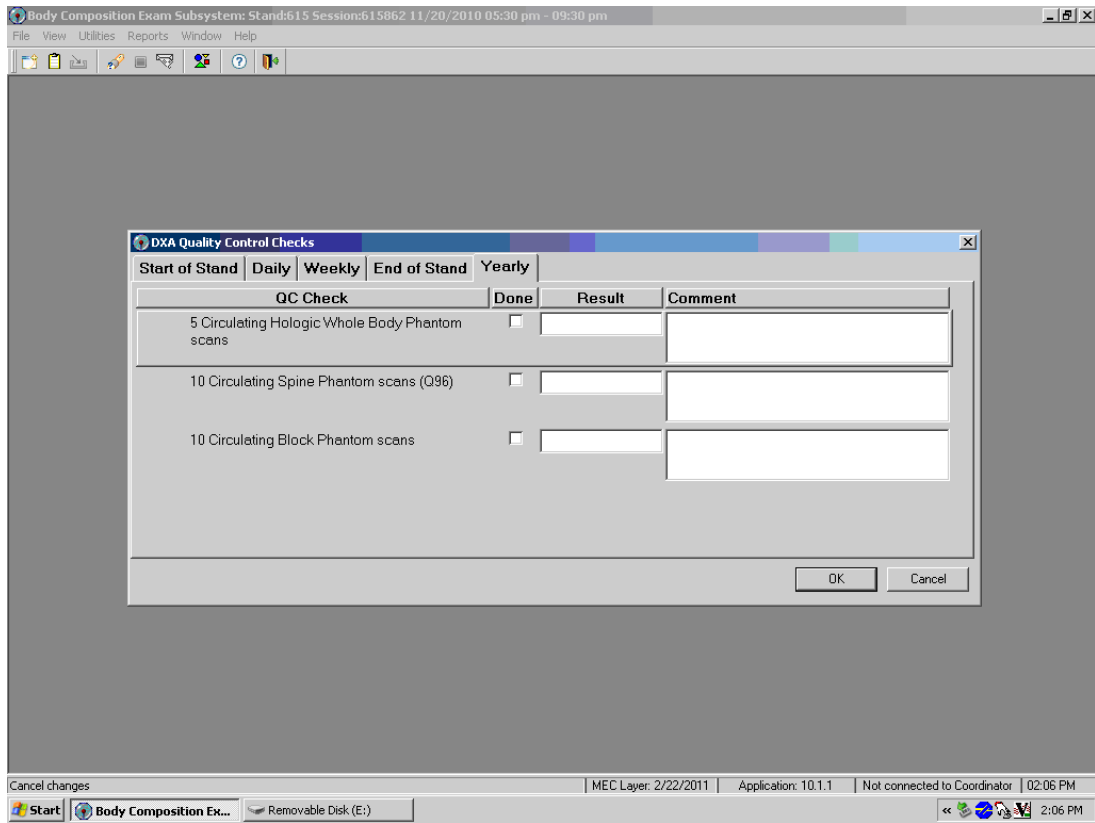 Body Composition Exam Subsystem: Stand:615 Session:615862 11/20/2010 05:30 pm - 09:30 pm
File View Utilities Reports Window Help
DXA Quality Control Checks
Start of Stand Daily Weekly End of Stand Yearly
QC Check Done Result Comment
5 Circulating Hologic Whole Body Phantom
scans
10 Circulating Spine Phantom scans (Q96)
10 Circulating Block Phantom scans
OK Cancel
Cancel changes MEC Layer: 2/22/2011 Application: 10.1.1 Not connected to Coordinator 02:06 PM
Start Body Composition Ex... Removable Disk (E:) « 2:06 PM